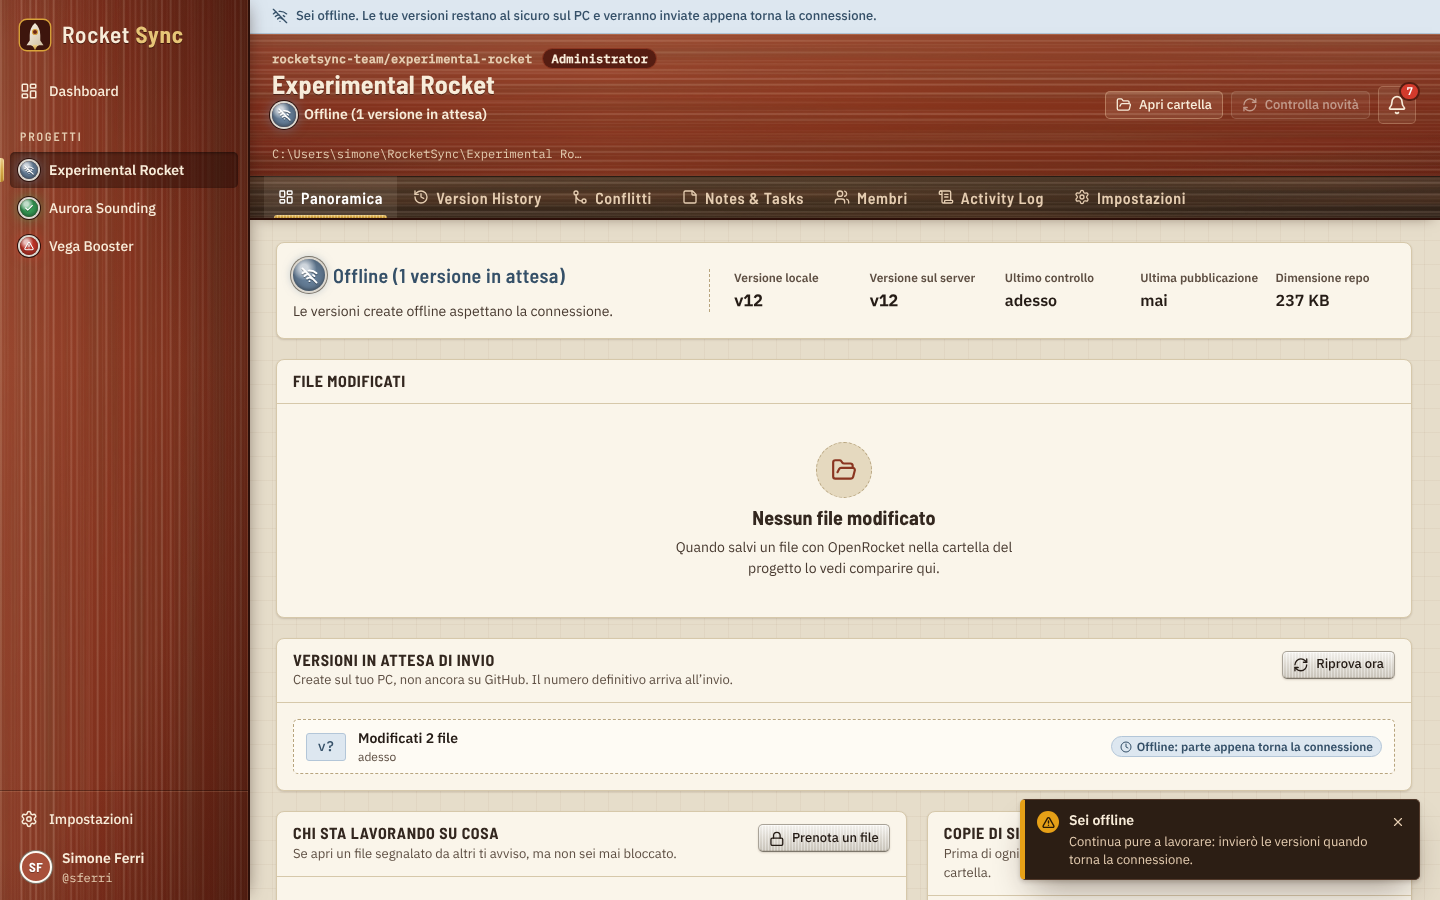 Rocket Sync
Dashboard
PROGETTI
Experimental Rocket
Aurora Sounding
Vega Booster
Impostazioni
SF
Simone Ferri
@sferri
Sei offline. Le tue versioni restano al sicuro sul PC e verranno inviate appena torna la connessione.
rocketsync-team/experimental-rocket Administrator
Experimental Rocket
Offline (1 versione in attesa)
C:\Users\simone\RocketSync\Experimental Ro…
Apri cartella
Controlla novità
7
Panoramica
Version History
Conflitti
Notes & Tasks
Membri
Activity Log
Impostazioni
Offline (1 versione in attesa)
Le versioni create offline aspettano la connessione.
Versione locale
v12
Versione sul server
v12
Ultimo controllo
adesso
Ultima pubblicazione
mai
Dimensione repo
237 KB
FILE MODIFICATI
Nessun file modificato
Quando salvi un file con OpenRocket nella cartella del
progetto lo vedi comparire qui.
VERSIONI IN ATTESA DI INVIO
Create sul tuo PC, non ancora su GitHub. Il numero definitivo arriva all’invio.
Riprova ora
v?
Modificati 2 file
adesso
Offline: parte appena torna la connessione
CHI STA LAVORANDO SU COSA
Se apri un file segnalato da altri ti avviso, ma non sei mai bloccato.
Prenota un file
COPIE DI SI
Prima di ogni
cartella.
Sei offline
Continua pure a lavorare: invierò le versioni quando
torna la connessione.